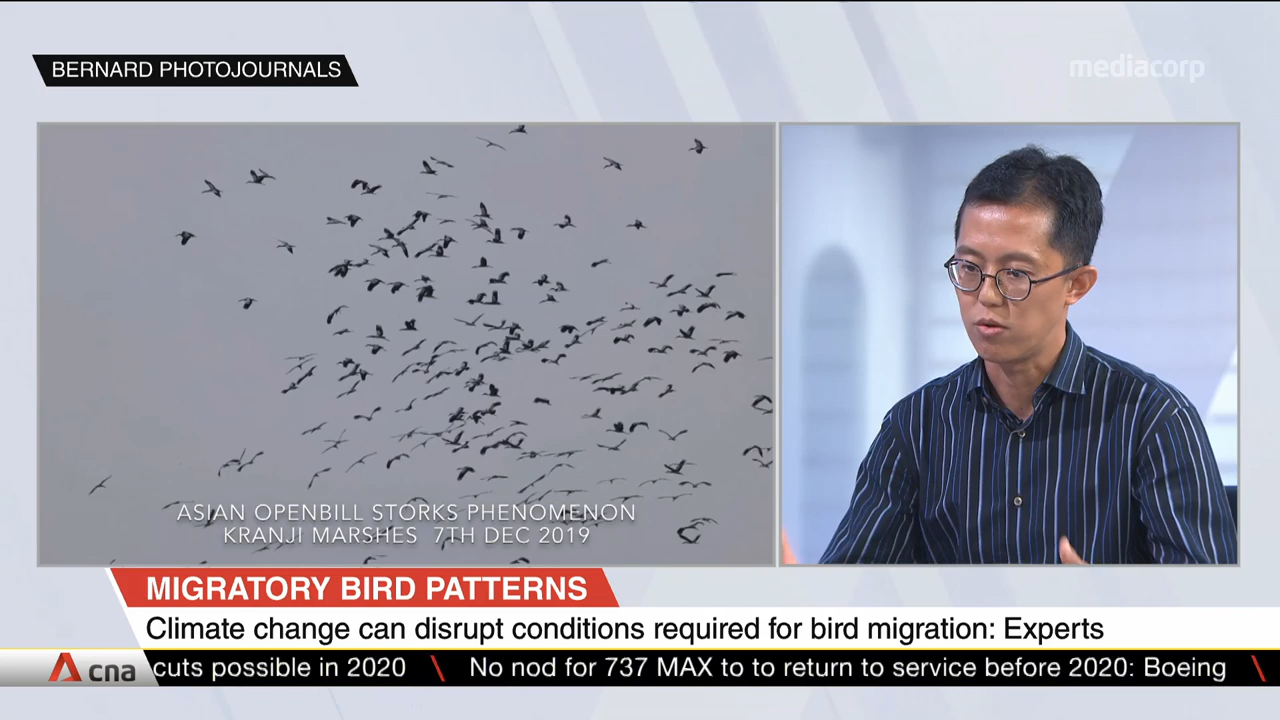 BERNARD PHOTOJOURNALS
mediacorp
ASIAN OPENBILL STORKS PHENOMENON
KRANJI MARSHES 7TH DEC 2019
MIGRATORY BIRD PATTERNS
Climate change can disrupt conditions required for bird migration: Experts
cna
cuts possible in 2020 \ No nod for 737 MAX to to return to service before 2020: Boeing \